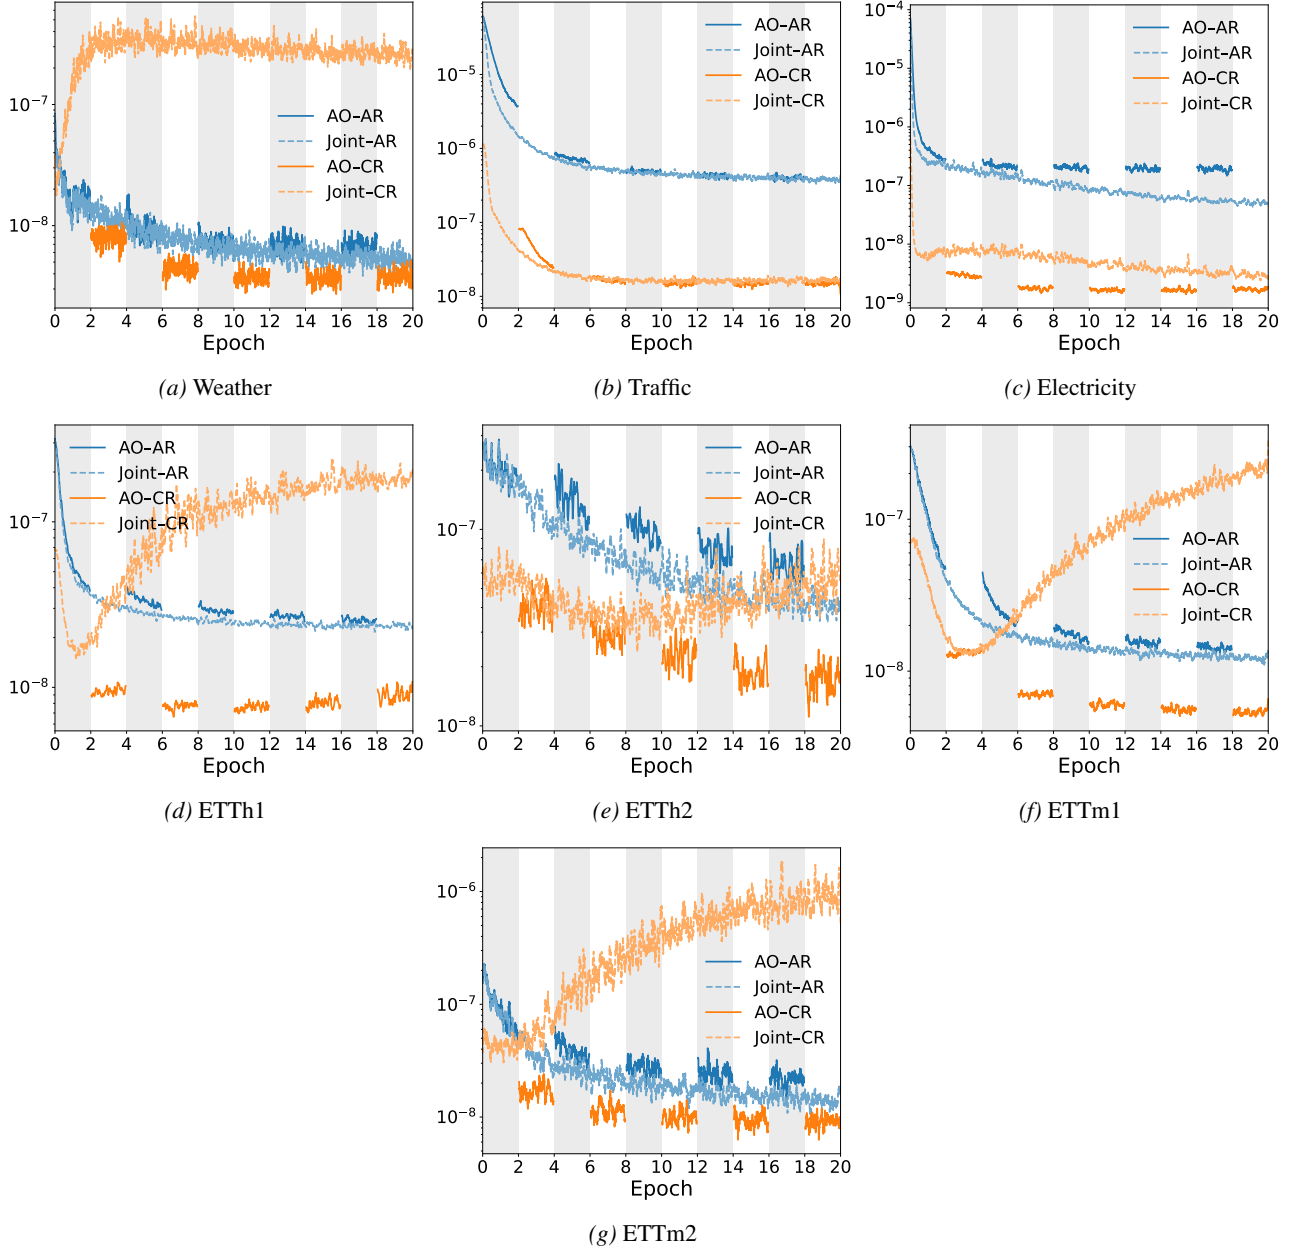 10^-7
10^-8
AO–AR
Joint–AR
AO–CR
Joint–CR
0 2 4 6 8 10 12 14 16 18 20
Epoch
(a) Weather
10^-5
10^-6
10^-7
10^-8
AO–AR
Joint–AR
AO–CR
Joint–CR
0 2 4 6 8 10 12 14 16 18 20
Epoch
(b) Traffic
10^-4
10^-5
10^-6
10^-7
10^-8
10^-9
AO–AR
Joint–AR
AO–CR
Joint–CR
0 2 4 6 8 10 12 14 16 18 20
Epoch
(c) Electricity
10^-7
10^-8
AO–AR
Joint–AR
AO–CR
Joint–CR
0 2 4 6 8 10 12 14 16 18 20
Epoch
(d) ETTh1
10^-7
10^-8
AO–AR
Joint–AR
AO–CR
Joint–CR
0 2 4 6 8 10 12 14 16 18 20
Epoch
(e) ETTh2
10^-7
10^-8
AO–AR
Joint–AR
AO–CR
Joint–CR
0 2 4 6 8 10 12 14 16 18 20
Epoch
(f) ETTm1
10^-6
10^-7
10^-8
AO–AR
Joint–AR
AO–CR
Joint–CR
0 2 4 6 8 10 12 14 16 18 20
Epoch
(g) ETTm2